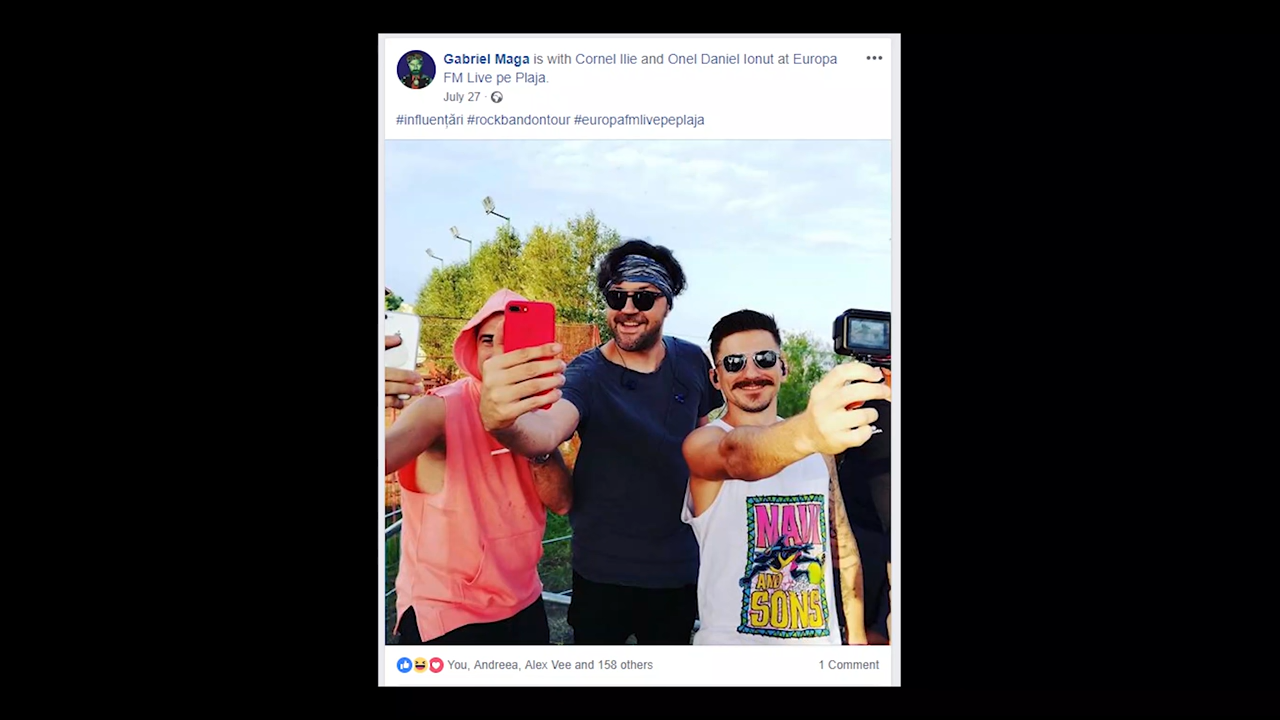 Gabriel Maga is with Cornel Ilie and Onel Daniel Ionut at Europa
FM Live pe Plaja.
July 27 ·
#influențări #rockbandontour #europafmlivepeplaja
MAUI
AND
SONS
You, Andreea, Alex Vee and 158 others
1 Comment